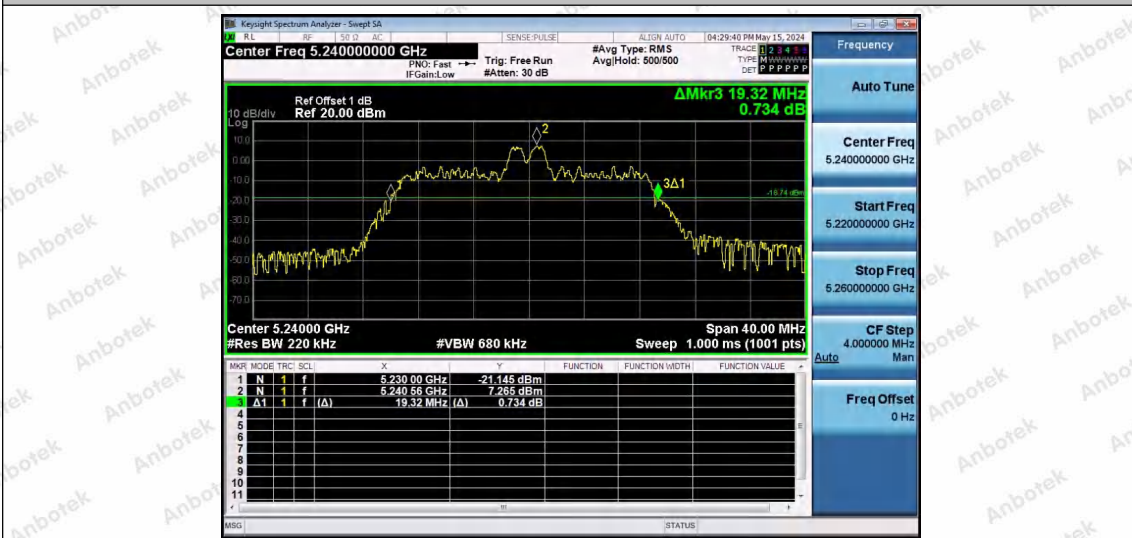 Keysight Spectrum Analyzer - Swept SA
RL RF 50 Ω AC SENSE:PULSE ALIGN AUTO 04:29:40 PM May 15, 2024
Center Freq 5.240000000 GHz #Avg Type: RMS TRACE 1 2 3 4 5 6
PNO: Fast Trig: Free Run Avg|Hold: 500/500 TYPE M W W W W W
IFGain:Low #Atten: 30 dB DET P P P P P P
Frequency
ΔMkr3 19.32 MHz
0.734 dB
Ref Offset 1 dB
10 dB/div Ref 20.00 dBm
Log
10.0
0.00
-10.0
-20.0
-30.0
-40.0
-50.0
-60.0
-70.0
2
3Δ1
Center 5.24000 GHz Span 40.00 MHz
#Res BW 220 kHz #VBW 680 kHz Sweep 1.000 ms (1001 pts)
MKR MODE TRC SCL X Y FUNCTION FUNCTION WIDTH FUNCTION VALUE
1 N 1 f 5.230 00 GHz -21.145 dBm
2 N 1 f 5.240 56 GHz 7.265 dBm
3 Δ1 1 f (Δ) 19.32 MHz (Δ) 0.734 dB
4
5
6
7
8
9
10
11
MSG STATUS
Auto Tune
Center Freq
5.240000000 GHz
Start Freq
5.220000000 GHz
Stop Freq
5.260000000 GHz
CF Step
4.000000 MHz
Auto Man
Freq Offset
0 Hz
Anbotek